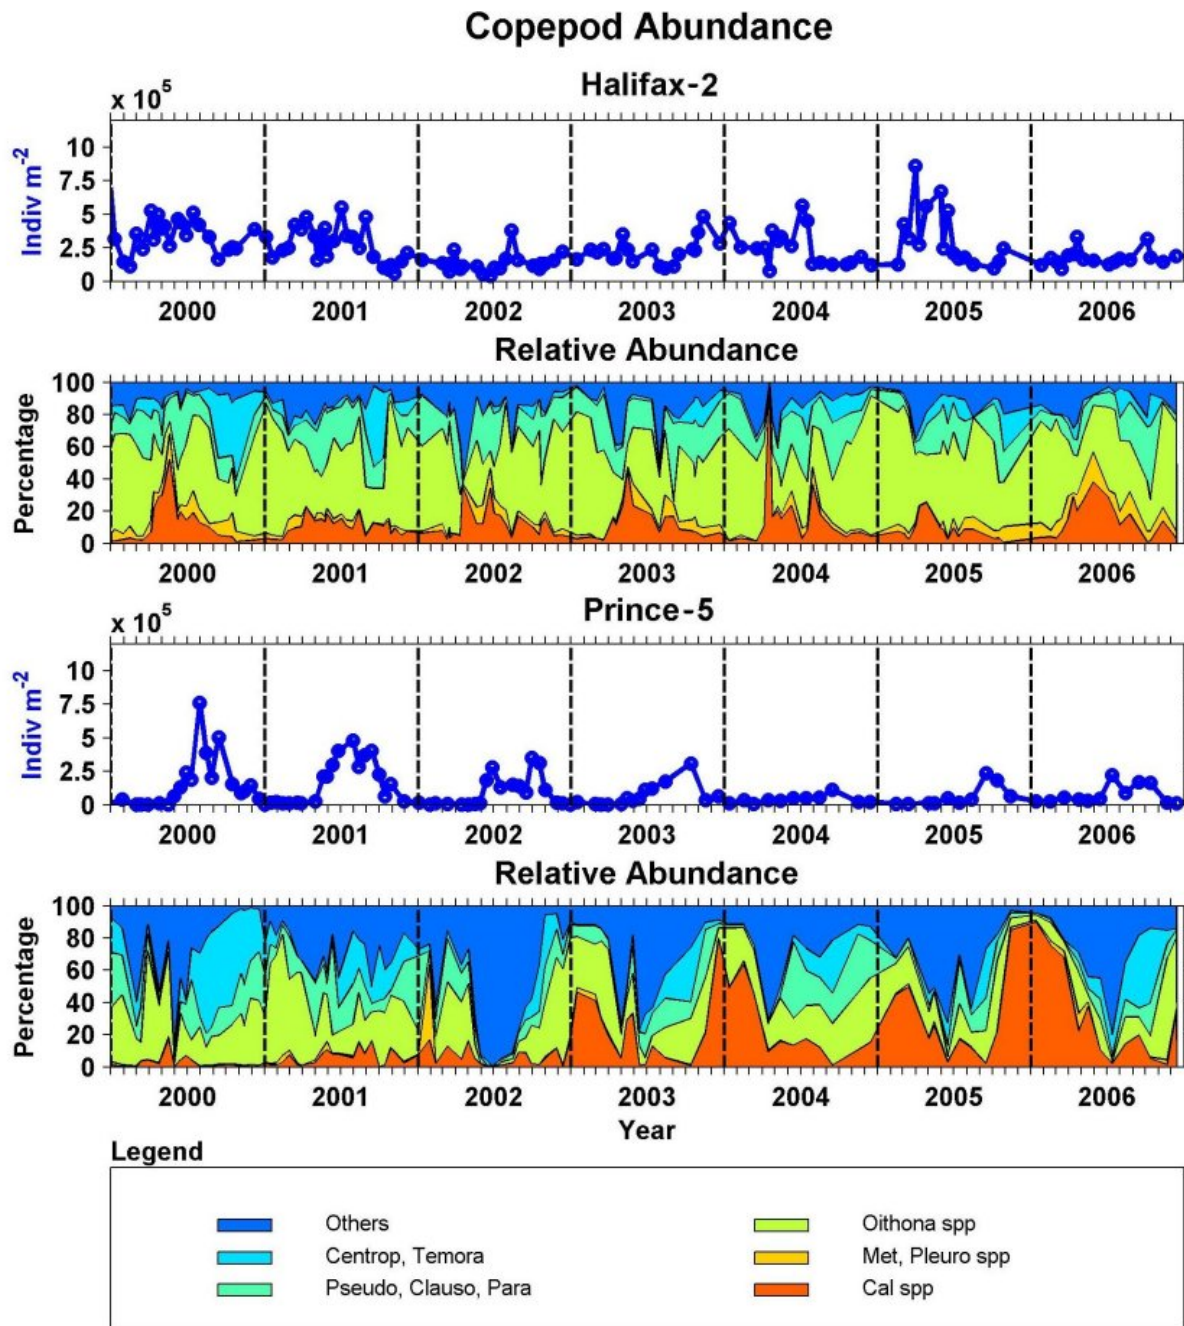 Copepod Abundance
Halifax-2
x 10⁵
Indiv m⁻²
10
7.5
5
2.5
0
2000 2001 2002 2003 2004 2005 2006
Relative Abundance
Percentage
100
80
60
40
20
0
2000 2001 2002 2003 2004 2005 2006
Prince-5
x 10⁵
Indiv m⁻²
10
7.5
5
2.5
0
2000 2001 2002 2003 2004 2005 2006
Relative Abundance
Percentage
100
80
60
40
20
0
2000 2001 2002 2003 2004 2005 2006
Year
Legend
Others
Centrop, Temora
Pseudo, Clauso, Para
Oithona spp
Met, Pleuro spp
Cal spp